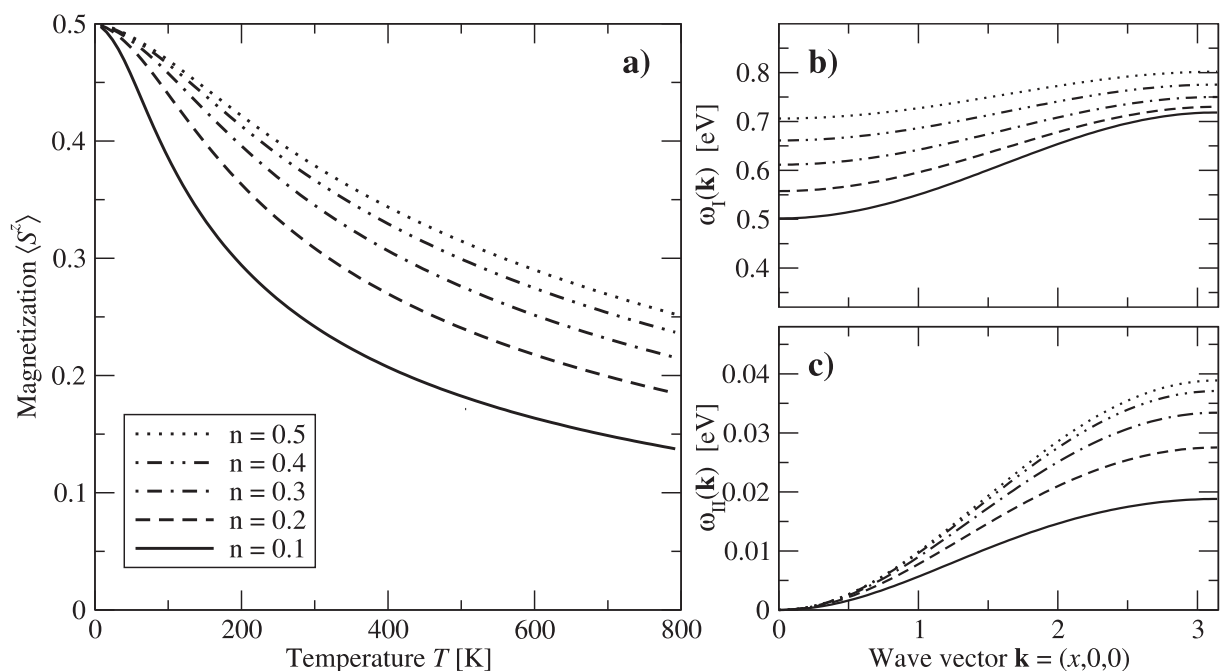 a)
0.5
0.4
0.3
0.2
0.1
0
Magnetization ⟨Sᶻ⟩
n = 0.5
n = 0.4
n = 0.3
n = 0.2
n = 0.1
0 200 400 600 800
Temperature T [K]
b)
0.8
0.7
0.6
0.5
0.4
ω_I(k) [eV]
c)
0.04
0.03
0.02
0.01
0
ω_II(k) [eV]
0 1 2 3
Wave vector k = (x,0,0)